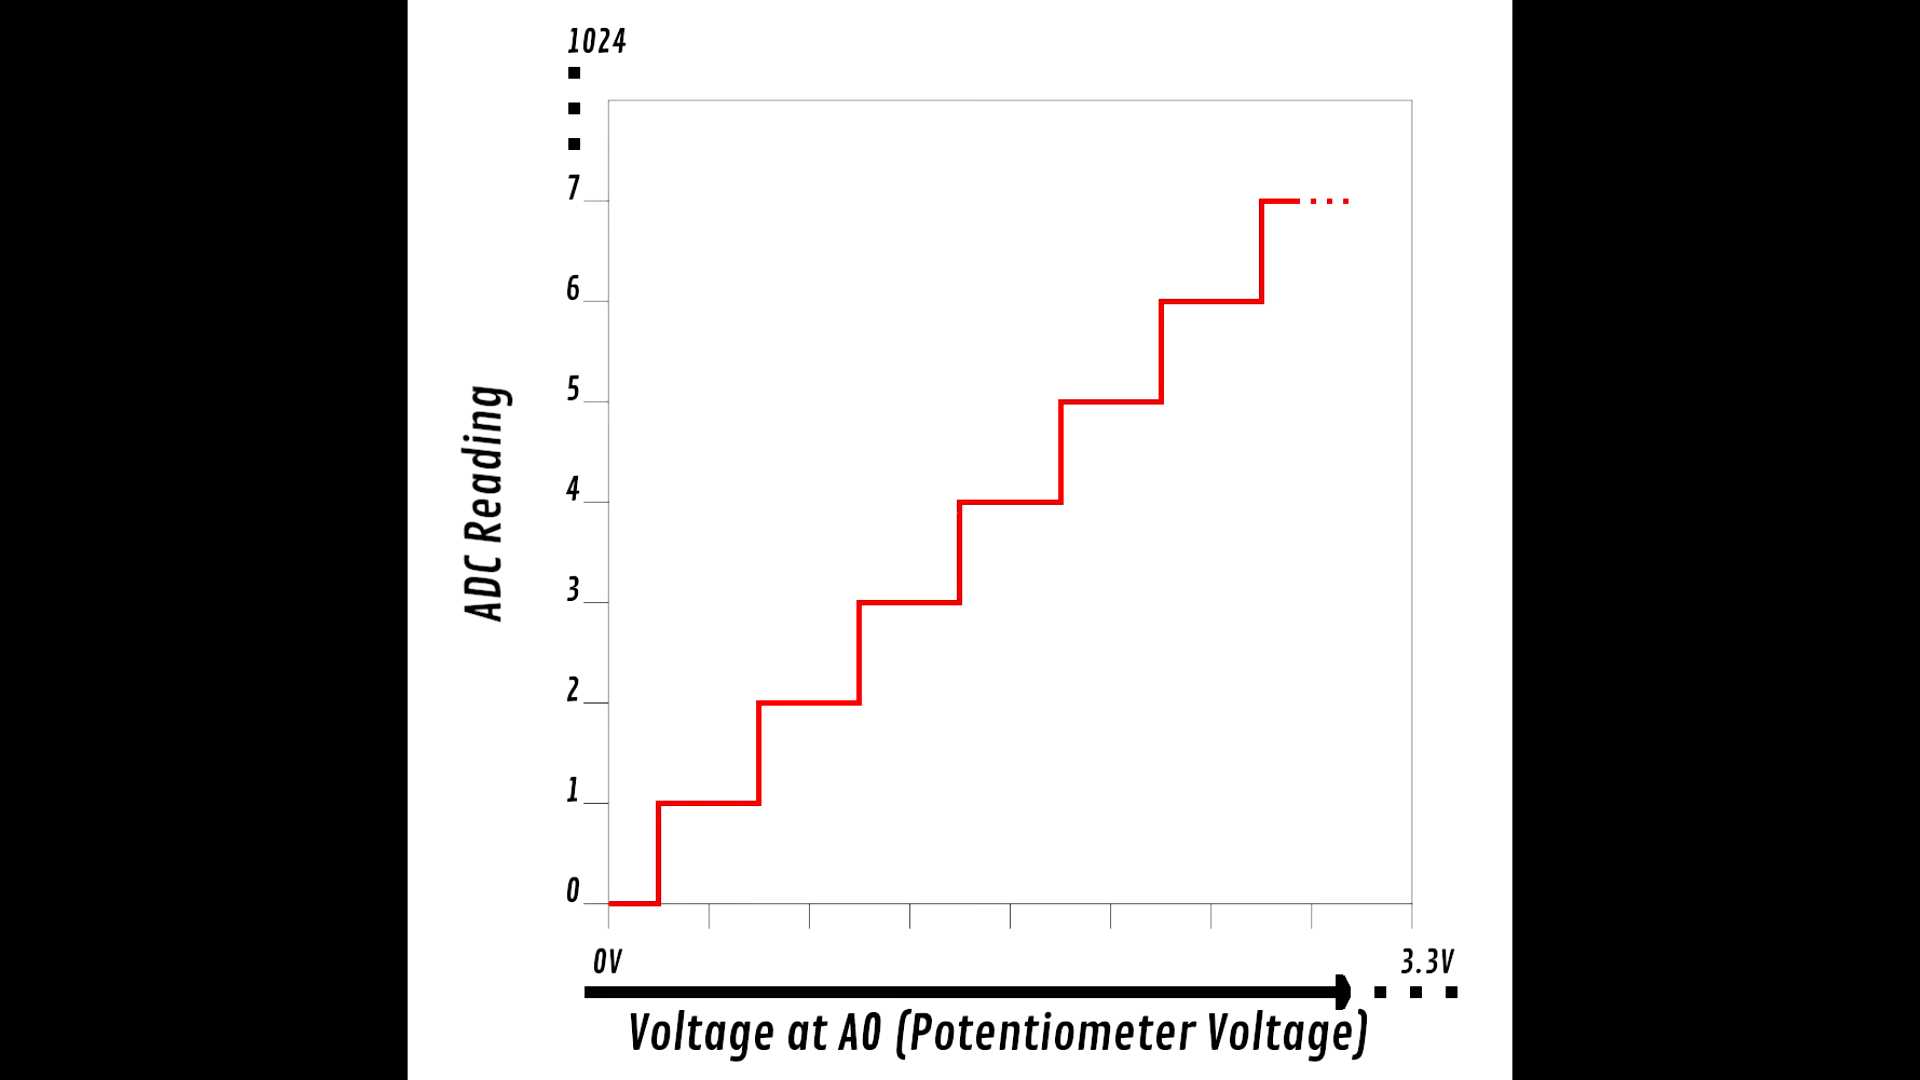 1024
7
6
5
4
3
2
1
0
ADC Reading
0V
3.3V
Voltage at A0 (Potentiometer Voltage)